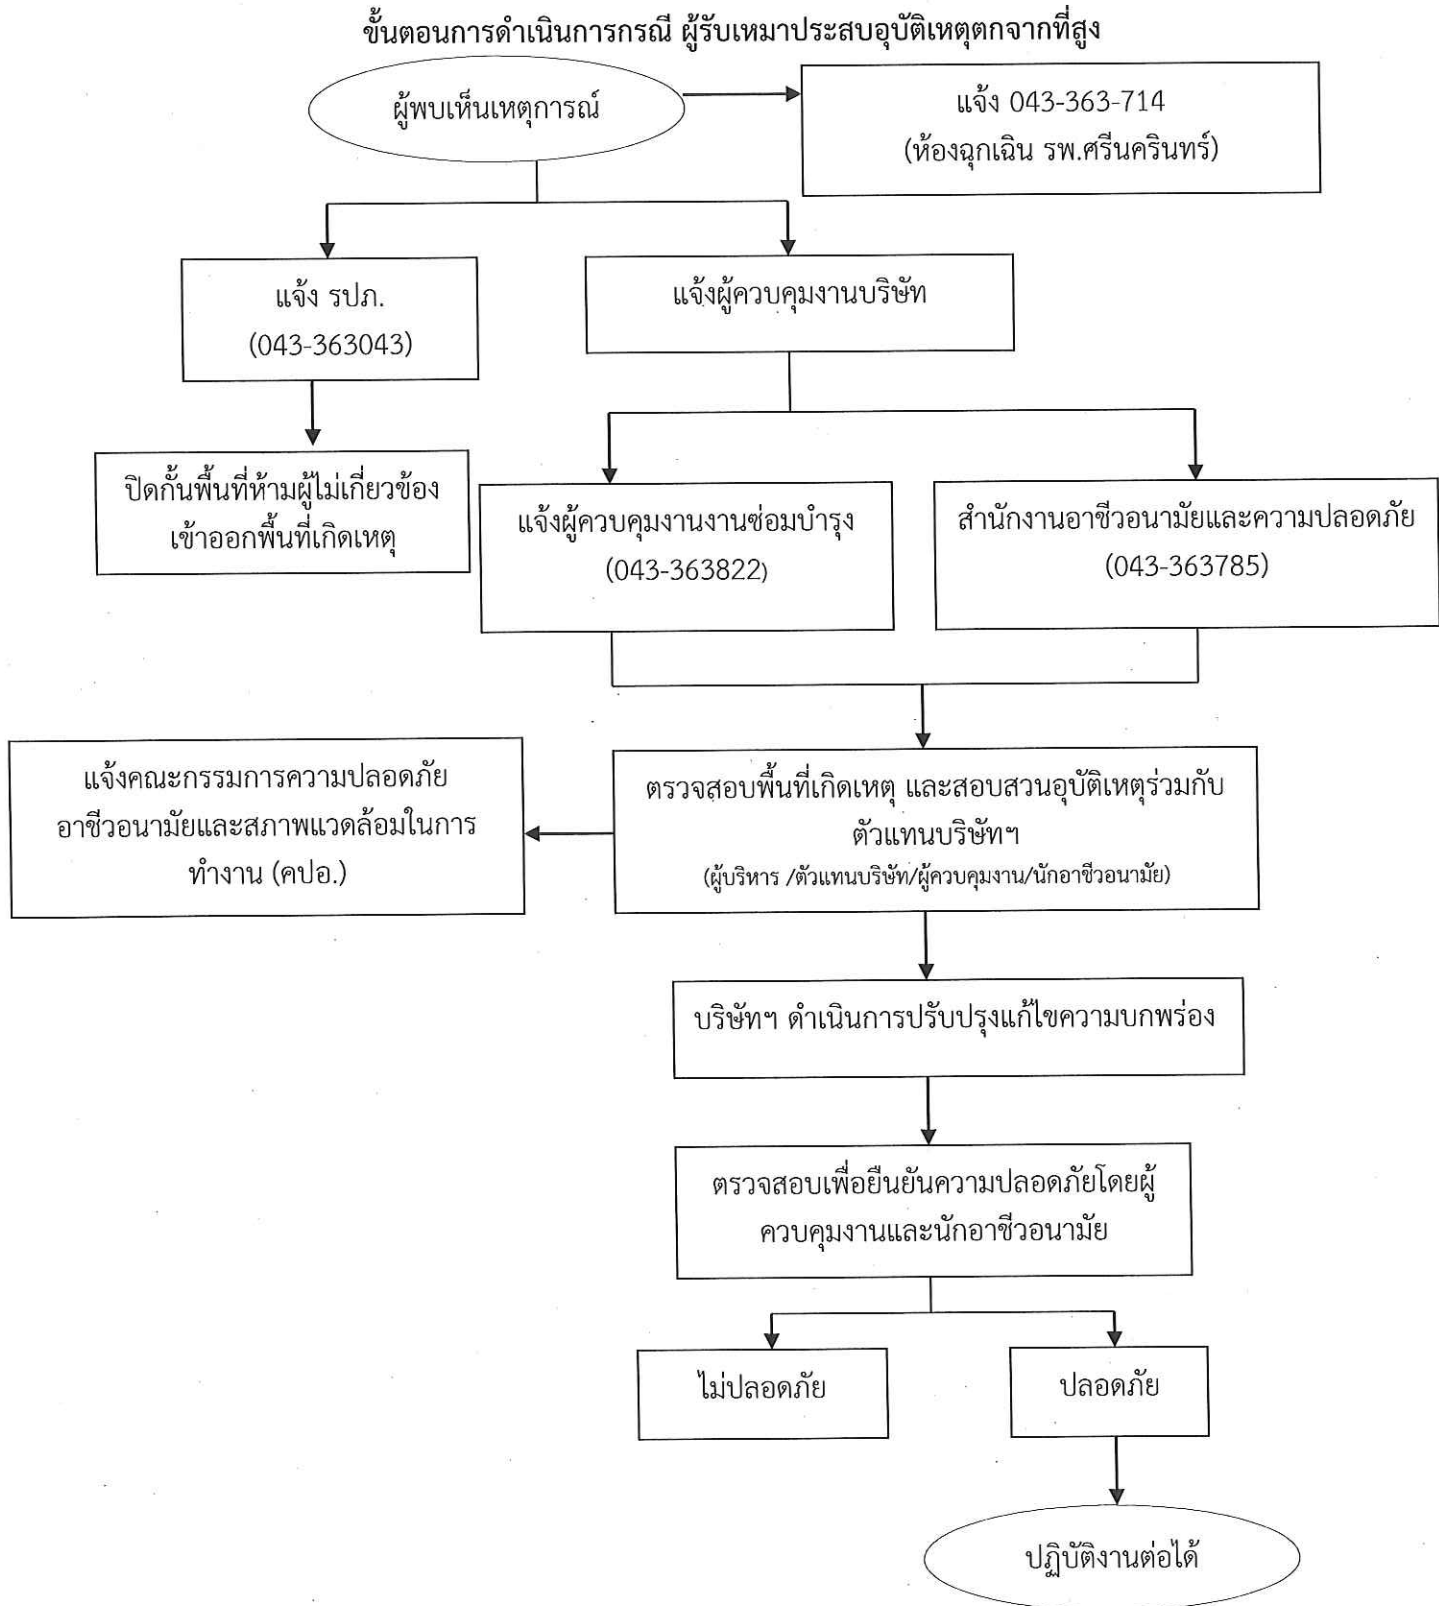 ขั้นตอนการดำเนินการกรณี ผู้รับเหมาประสบอุบัติเหตุตกจากที่สูง
ผู้พบเห็นเหตุการณ์
แจ้ง 043-363-714
(ห้องฉุกเฉิน รพ.ศรีนครินทร์)
แจ้ง รปภ.
(043-363043)
แจ้งผู้ควบคุมงานบริษัท
ปิดกั้นพื้นที่ห้ามผู้ไม่เกี่ยวข้อง
เข้าออกพื้นที่เกิดเหตุ
แจ้งผู้ควบคุมงานงานซ่อมบำรุง
(043-363822)
สำนักงานอาชีวอนามัยและความปลอดภัย
(043-363785)
แจ้งคณะกรรมการความปลอดภัย
อาชีวอนามัยและสภาพแวดล้อมในการ
ทำงาน (คปอ.)
ตรวจสอบพื้นที่เกิดเหตุ และสอบสวนอุบัติเหตุร่วมกับ
ตัวแทนบริษัทฯ
(ผู้บริหาร /ตัวแทนบริษัท/ผู้ควบคุมงาน/นักอาชีวอนามัย)
บริษัทฯ ดำเนินการปรับปรุงแก้ไขความบกพร่อง
ตรวจสอบเพื่อยืนยันความปลอดภัยโดยผู้
ควบคุมงานและนักอาชีวอนามัย
ไม่ปลอดภัย
ปลอดภัย
ปฏิบัติงานต่อได้